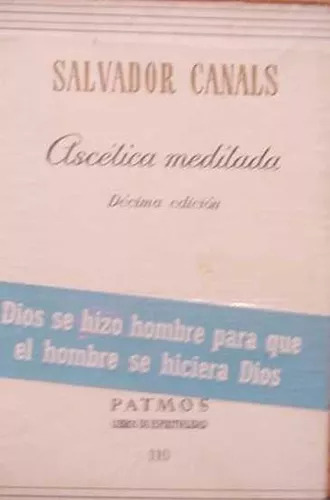 SALVADOR CANALS
Ascética meditada
Décima edición
Dios se hizo hombre para que
el hombre se hiciera Dios
PATMOS
LIBROS DE ESPIRITUALIDAD
110